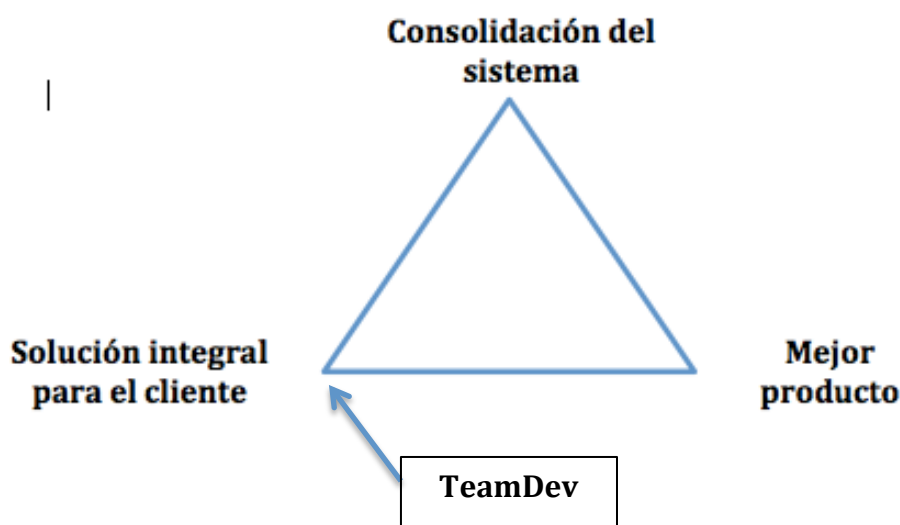 Consolidación del
sistema
Solución integral
para el cliente
Mejor
producto
TeamDev